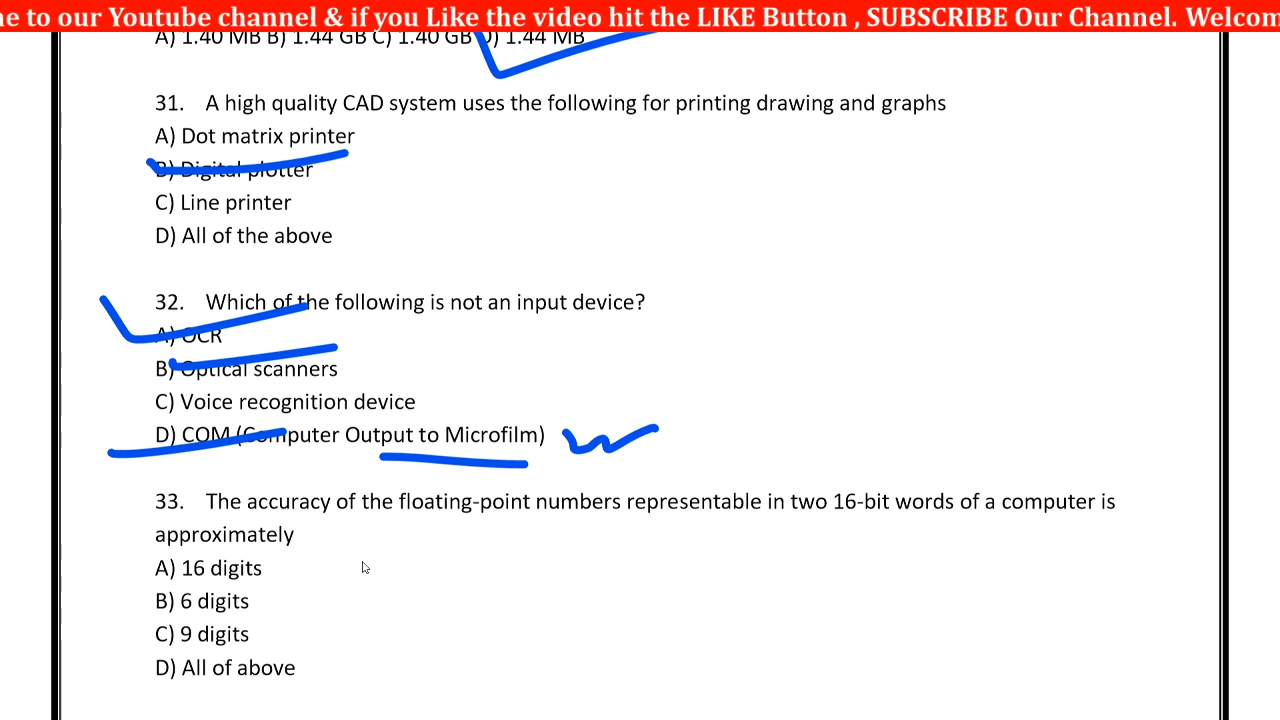 e to our Youtube channel & if you Like the video hit the LIKE Button , SUBSCRIBE Our Channel. Welcom
A) 1.40 MB B) 1.44 GB C) 1.40 GB D) 1.44 MB
31. A high quality CAD system uses the following for printing drawing and graphs
A) Dot matrix printer
B) Digital plotter
C) Line printer
D) All of the above
32. Which of the following is not an input device?
A) OCR
B) Optical scanners
C) Voice recognition device
D) COM (Computer Output to Microfilm)
33. The accuracy of the floating-point numbers representable in two 16-bit words of a computer is
approximately
A) 16 digits
B) 6 digits
C) 9 digits
D) All of above